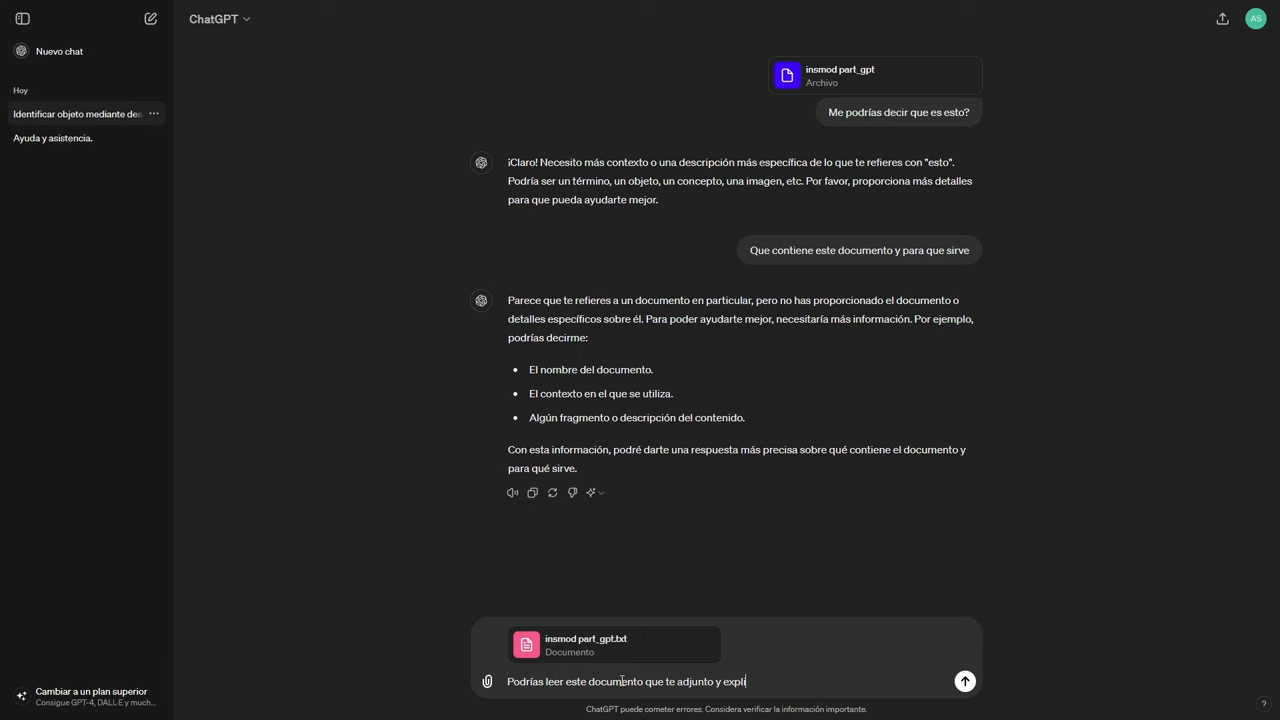 ChatGPT
AS
Nuevo chat
Hoy
Identificar objeto mediante des
Ayuda y asistencia.
insmod part_gpt
Archivo
Me podrías decir que es esto?
¡Claro! Necesito más contexto o una descripción más específica de lo que te refieres con "esto".
Podría ser un término, un objeto, un concepto, una imagen, etc. Por favor, proporciona más detalles
para que pueda ayudarte mejor.
Que contiene este documento y para que sirve
Parece que te refieres a un documento en particular, pero no has proporcionado el documento o
detalles específicos sobre él. Para poder ayudarte mejor, necesitaría más información. Por ejemplo,
podrías decirme:
• El nombre del documento.
• El contexto en el que se utiliza.
• Algún fragmento o descripción del contenido.
Con esta información, podré darte una respuesta más precisa sobre qué contiene el documento y
para qué sirve.
insmod part_gpt.txt
Documento
Podrías leer este documento que te adjunto y expli
Cambiar a un plan superior
Consigue GPT-4, DALL·E y much...
ChatGPT puede cometer errores. Considera verificar la información importante.
?